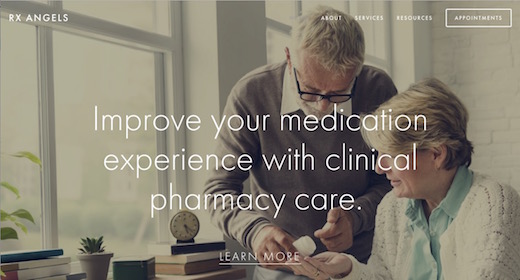 RX ANGELS
ABOUT SERVICES RESOURCES APPOINTMENTS
Improve your medication
experience with clinical
pharmacy care.
LEARN MORE